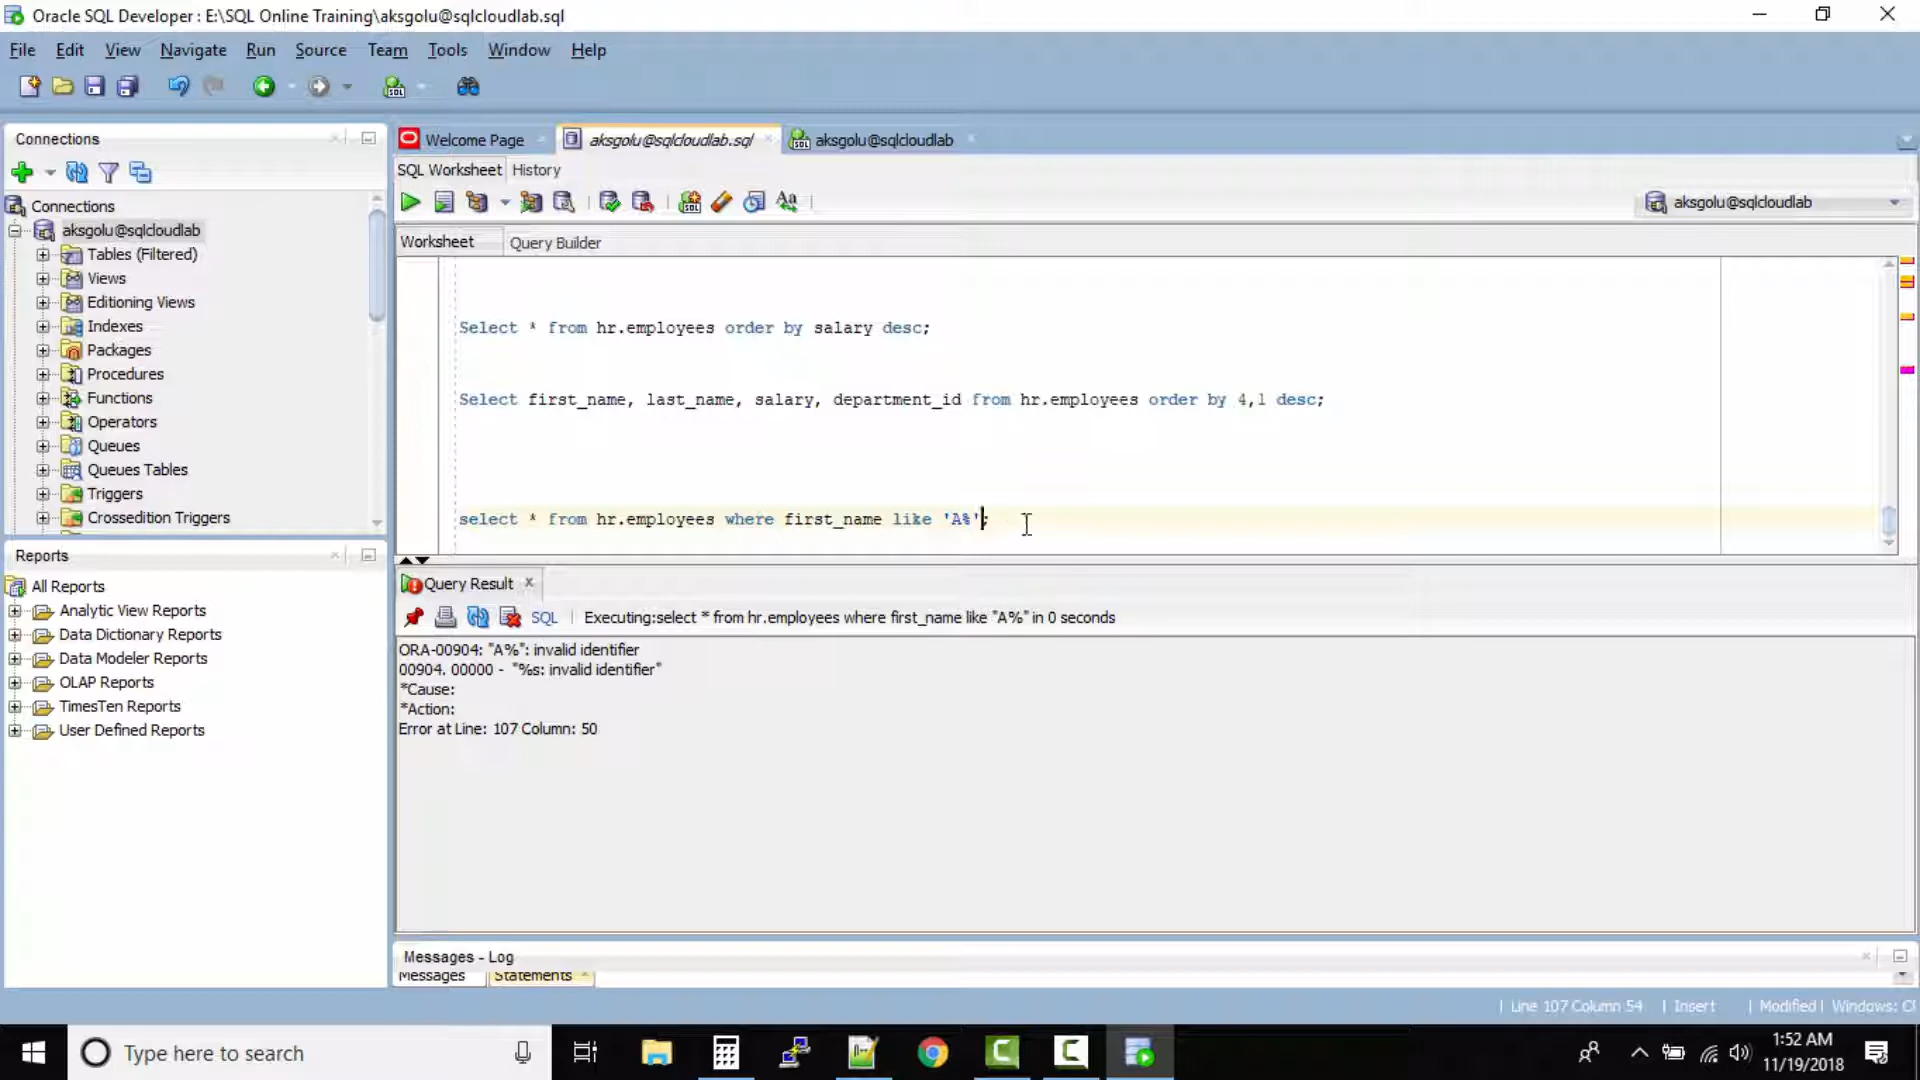 Oracle SQL Developer : E:\SQL Online Training\aksgolu@sqlcloudlab.sql
File Edit View Navigate Run Source Team Tools Window Help
Connections
Connections
aksgolu@sqlcloudlab
Tables (Filtered)
Views
Editioning Views
Indexes
Packages
Procedures
Functions
Operators
Queues
Queues Tables
Triggers
Crossedition Triggers
Reports
All Reports
Analytic View Reports
Data Dictionary Reports
Data Modeler Reports
OLAP Reports
TimesTen Reports
User Defined Reports
Welcome Page aksgolu@sqlcloudlab.sql aksgolu@sqlcloudlab
SQL Worksheet History
aksgolu@sqlcloudlab
Worksheet Query Builder
Select * from hr.employees order by salary desc;
Select first_name, last_name, salary, department_id from hr.employees order by 4,1 desc;
select * from hr.employees where first_name like 'A%';
Query Result
SQL | Executing:select * from hr.employees where first_name like "A%" in 0 seconds
ORA-00904: "A%": invalid identifier
00904. 00000 - "%s: invalid identifier"
*Cause:
*Action:
Error at Line: 107 Column: 50
Messages - Log
Messages Statements
Line 107 Column 54 | Insert | Modified | Windows: C
Type here to search
1:52 AM
11/19/2018